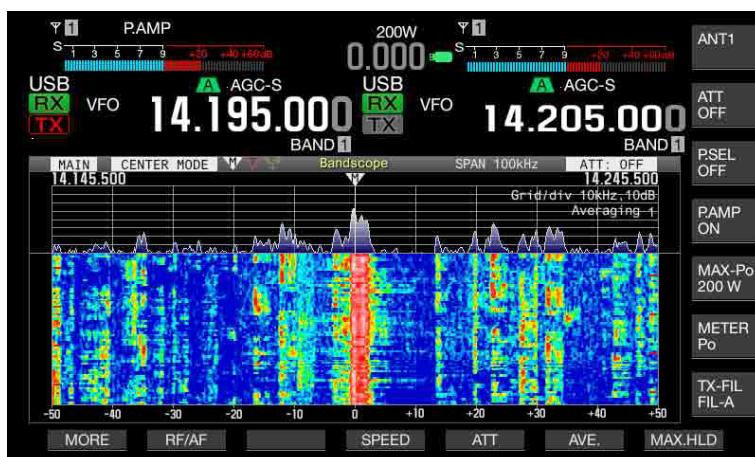 1 P.AMP 200W 1
S 1 3 5 7 9 +20 +40 +60dB 0.000 S 1 3 5 7 9 +20 +40 +60dB
USB A AGC-S USB A AGC-S
RX VFO 14.195.000 RX VFO 14.205.000
TX TX
BAND 1 BAND 1
MAIN CENTER MODE M T Bandscope SPAN 100kHz ATT: OFF
14.145.500 M 14.245.500
Grid/div 10kHz,10dB
Averaging 1
-50 -40 -30 -20 -10 0 +10 +20 +30 +40 +50
MORE RF/AF SPEED ATT AVE. MAX.HLD
ANT1
ATT
OFF
P.SEL
OFF
P.AMP
ON
MAX-Po
200 W
METER
Po
TX-FIL
FIL-A